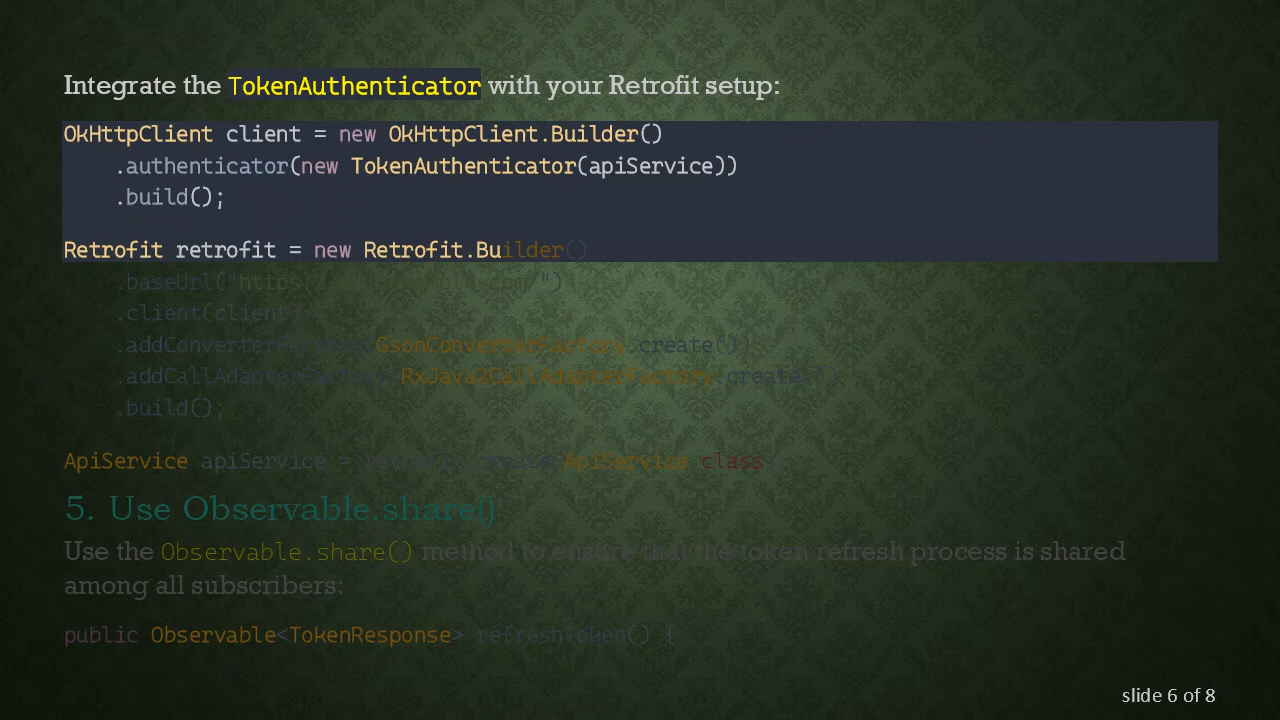 Integrate the TokenAuthenticator with your Retrofit setup:
OkHttpClient client = new OkHttpClient.Builder()
.authenticator(new TokenAuthenticator(apiService))
.build();
Retrofit retrofit = new Retrofit.Builder()
.baseUrl("https /")
.client(client)
.addConverterFactory(GsonConverterFactory.create())
.addCallAdapterFactory(RxJava2CallAdapterFactory.create())
.build();
ApiService apiService = retrofit.create(ApiService.class);
5. Use Observable.share()
Use the Observable.share() method to ensure that the token refresh process is shared
among all subscribers:
public Observable<TokenResponse> refreshToken() {
slide 6 of 8